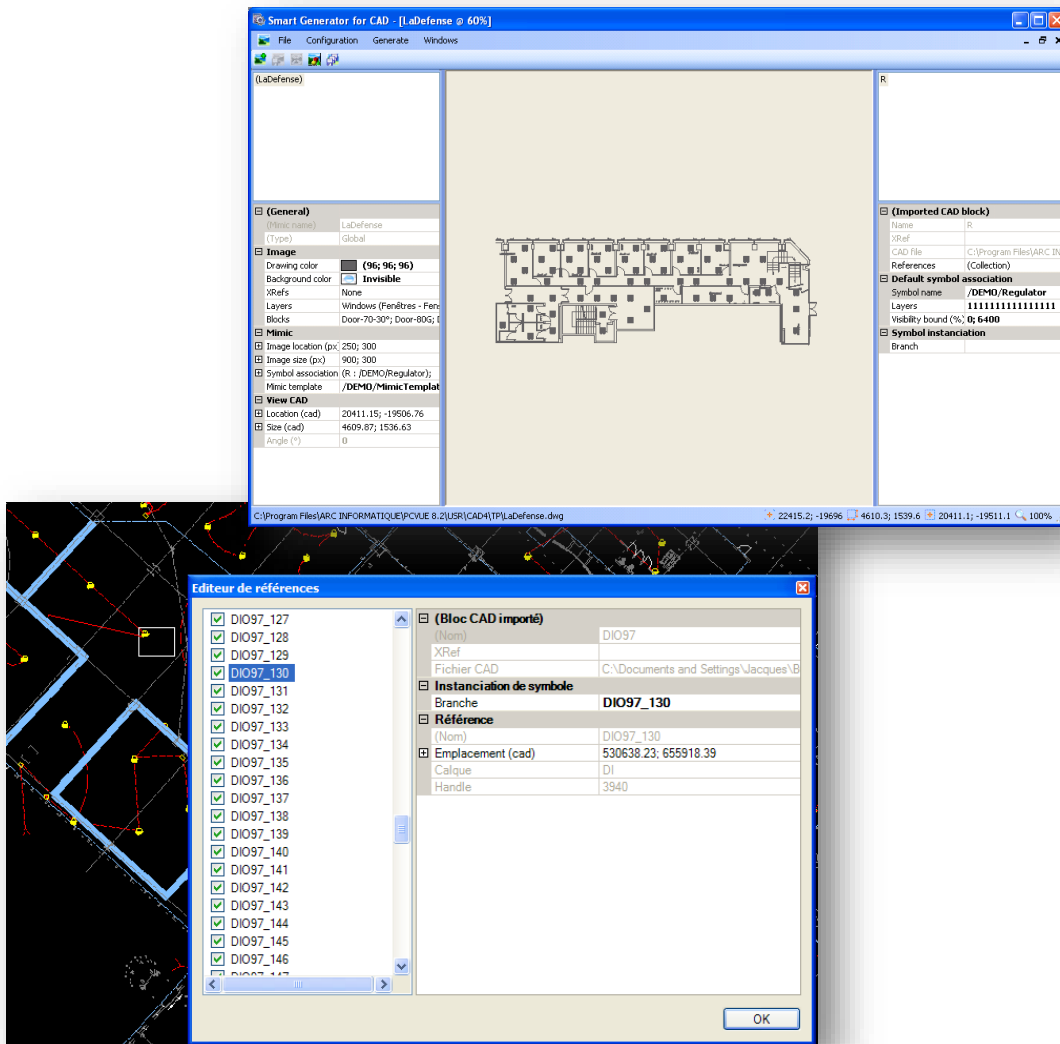 Smart Generator for CAD - [LaDefense @ 60%]
File Configuration Generate Windows
(LaDefense)
R
(General)
(Mimic name) LaDefense
(Type) Global
Image
Drawing color (96; 96; 96)
Background color Invisible
XRefs None
Layers Windows (Fenêtres - Fen
Blocks Door-70-30°; Door-80G;
Mimic
Image location (px 250; 300
Image size (px) 900; 300
Symbol association (R : /DEMO/Regulator);
Mimic template /DEMO/MimicTemplat
View CAD
Location (cad) 20411.15; -19506.76
Size (cad) 4609.87; 1536.63
Angle (°) 0
(Imported CAD block)
Name R
XRef
CAD file C:\Program Files\ARC IN
References (Collection)
Default symbol association
Symbol name /DEMO/Regulator
Layers 1111111111111111
Visibility bound (%) 0; 6400
Symbol instanciation
Branch
C:\Program Files\ARC INFORMATIQUE\PCVUE 8.2\USR\CAD4\TP\LaDefense.dwg 22415.2; -19696 4610.3; 1539.6 20411.1; -19511.1 100%
Editeur de références
DIO97_127
DIO97_128
DIO97_129
DIO97_130
DIO97_131
DIO97_132
DIO97_133
DIO97_134
DIO97_135
DIO97_136
DIO97_137
DIO97_138
DIO97_139
DIO97_140
DIO97_141
DIO97_142
DIO97_143
DIO97_144
DIO97_145
DIO97_146
DIO97_147
(Bloc CAD importé)
(Nom) DIO97
XRef
Fichier CAD C:\Documents and Settings\Jacques\B
Instanciation de symbole
Branche DIO97_130
Référence
(Nom) DIO97_130
Emplacement (cad) 530638.23; 655918.39
Calque DI
Handle 3940
OK